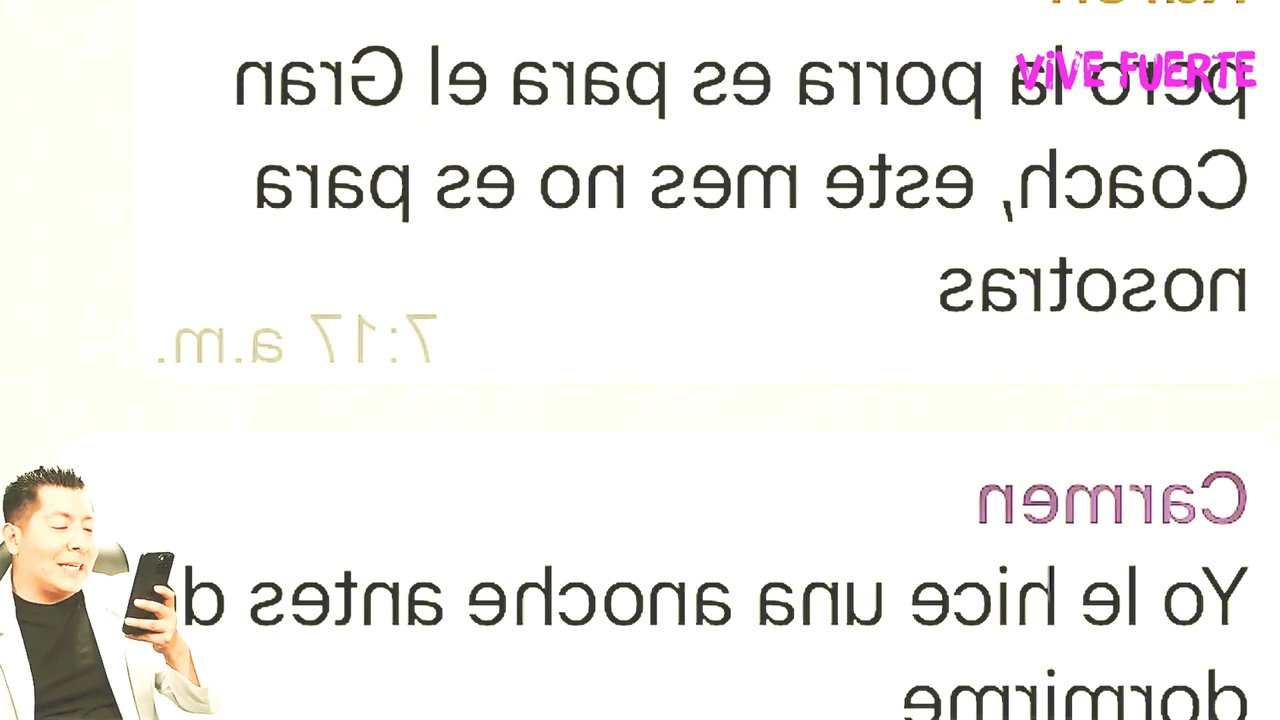 Karen
pero la porra es para el Gran
Coach, este mes no es para
nosotras
7:17 a.m.
Carmen
Yo le hice una anoche antes d
dormirme
ViVE FUERTE